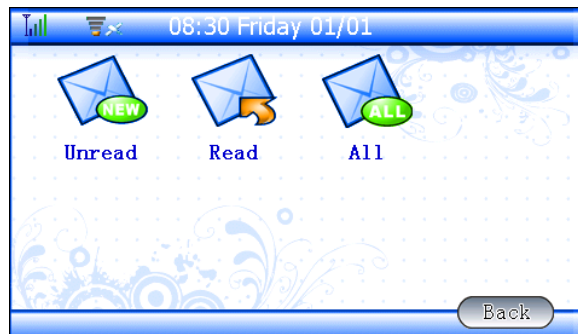 08:30 Friday 01/01
NEW
ALL
Unread
Read
All
Back